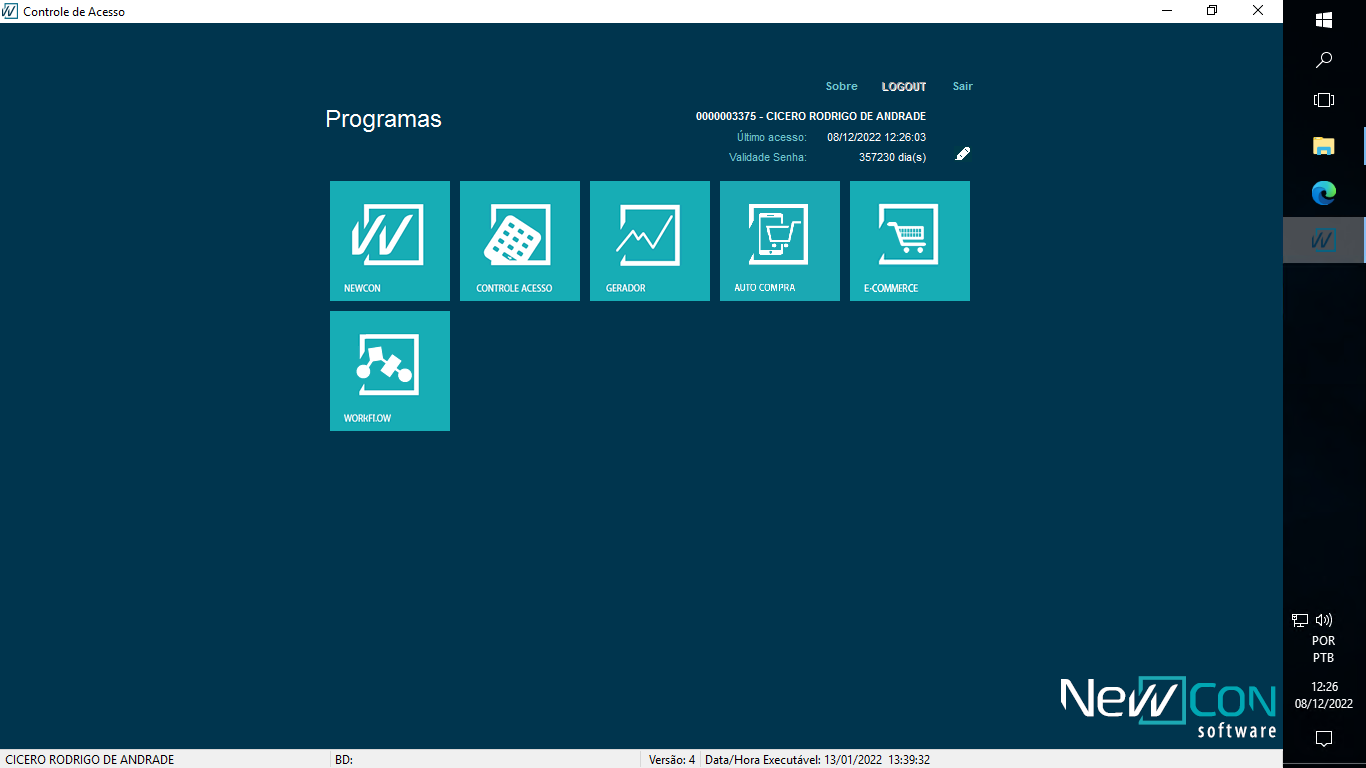 Controle de Acesso
Sobre LOGOUT Sair
Programas
0000003375 - CICERO RODRIGO DE ANDRADE
Último acesso: 08/12/2022 12:26:03
Validade Senha: 357230 dia(s)
NEWCON CONTROLE ACESSO GERADOR AUTO COMPRA E-COMMERCE
WORKFLOW
POR
PTB
12:26
08/12/2022
NewCon
software
CICERO RODRIGO DE ANDRADE BD: Versão: 4 Data/Hora Executável: 13/01/2022 13:39:32